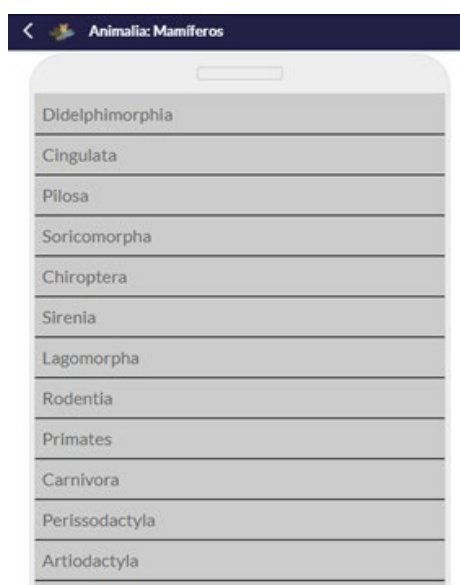 Animalia: Mamíferos
Didelphimorphia
Cingulata
Pilosa
Soricomorpha
Chiroptera
Sirenia
Lagomorpha
Rodentia
Primates
Carnivora
Perissodactyla
Artiodactyla